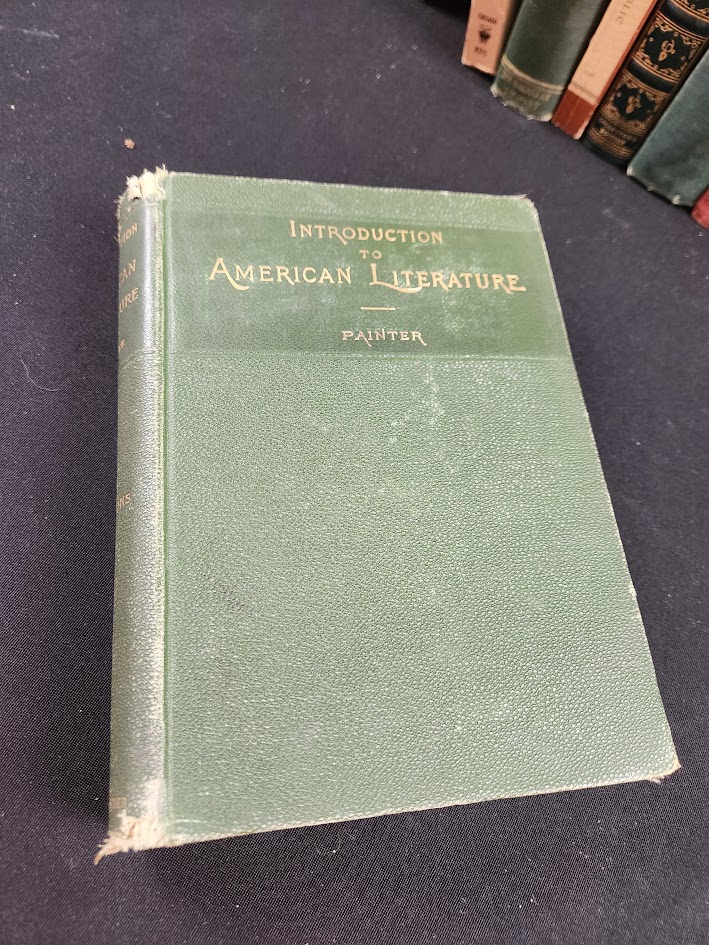 INTRODUCTION
TO
AMERICAN LITERATURE
PAINTER